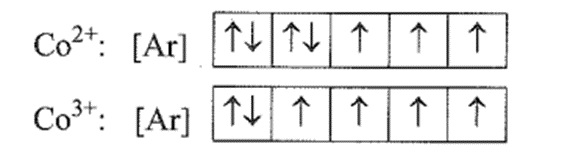 Co²⁺: [Ar] ↑↓ ↑↓ ↑ ↑ ↑
Co³⁺: [Ar] ↑↓ ↑ ↑ ↑ ↑